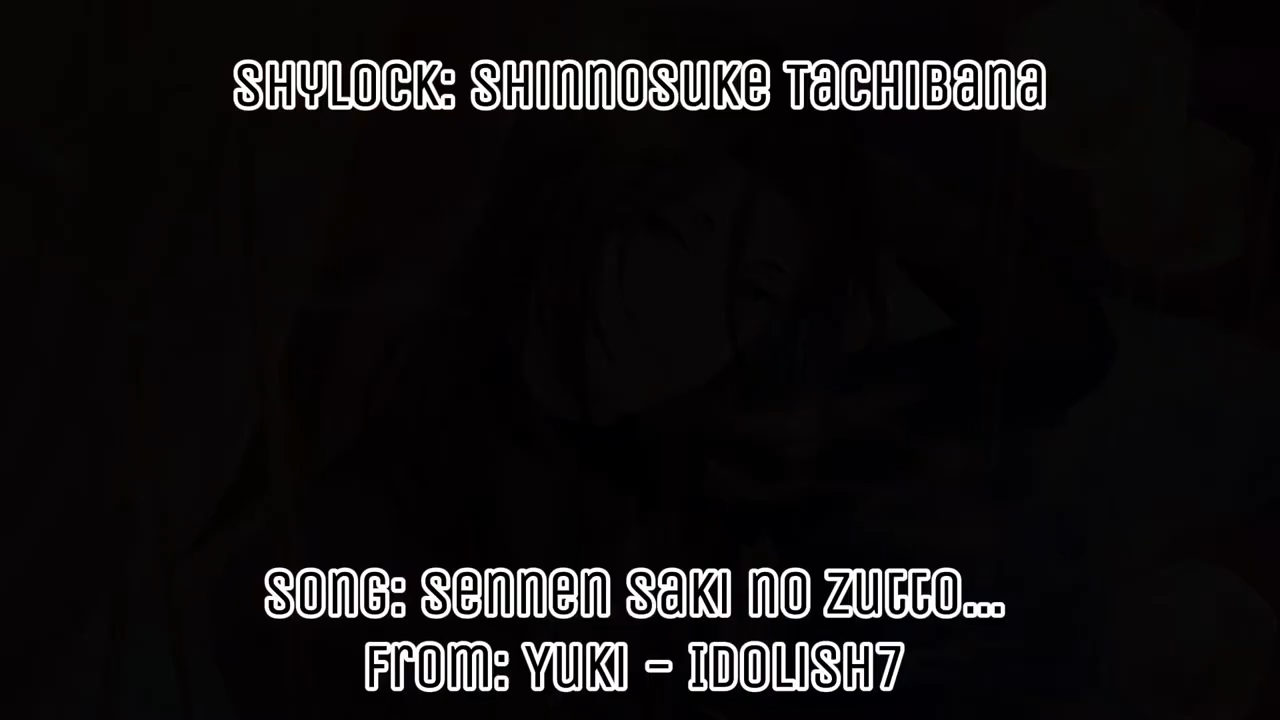 SHYLOCK: SHINNOSUKE TACHIBANA
SONG: SENNEN SAKI NO ZUTTO...
FROM: YUKI - IDOLISH7